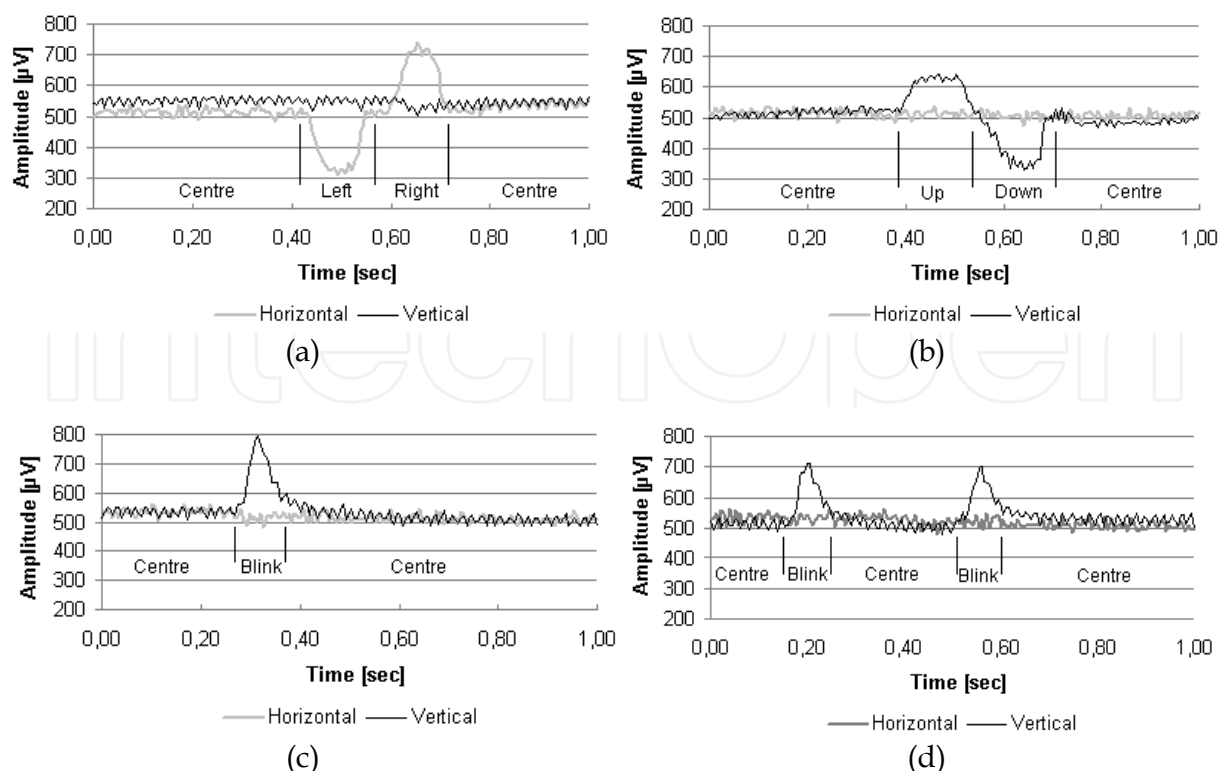 Amplitude [µV]
800
700
600
500
400
300
200
Centre
Left
Right
Centre
0,00 0,20 0,40 0,60 0,80 1,00
Time [sec]
Horizontal Vertical
(a)
Amplitude [µV]
800
700
600
500
400
300
200
Centre
Up
Down
Centre
0,00 0,20 0,40 0,60 0,80 1,00
Time [sec]
Horizontal Vertical
(b)
intechopen
Amplitude [µV]
800
700
600
500
400
300
200
Centre
Blink
Centre
0,00 0,20 0,40 0,60 0,80 1,00
Time [sec]
Horizontal Vertical
(c)
Amplitude [µV]
800
700
600
500
400
300
200
Centre
Blink
Centre
Blink
Centre
0,00 0,20 0,40 0,60 0,80 1,00
Time [sec]
Horizontal Vertical
(d)